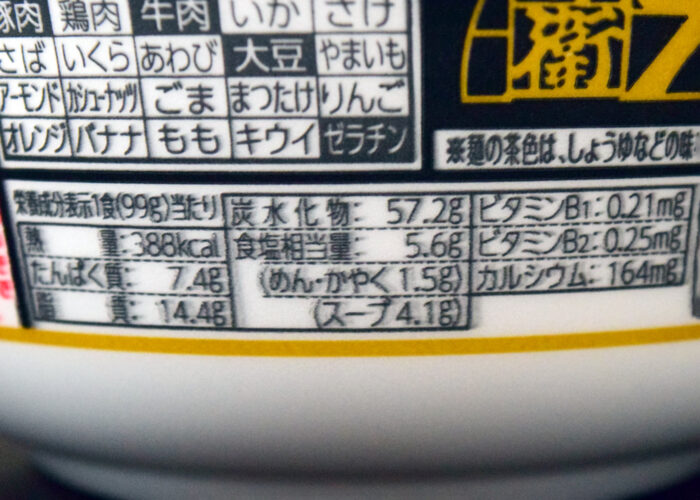 豚肉 鶏肉 牛肉 いか さけ
さば いくら あわび 大豆 やまいも
アーモンド カシューナッツ ごま まつたけ りんご
オレンジ バナナ もも キウイ ゼラチン
※麺の茶色は、しょうゆなどの味
栄養成分表示1食(99g)当たり
熱量:388kcal
たんぱく質:7.4g
脂質:14.4g
炭水化物:57.2g
食塩相当量:5.6g
(めん・かやく 1.5g)
(スープ 4.1g)
ビタミンB1:0.21mg
ビタミンB2:0.25mg
カルシウム:164mg